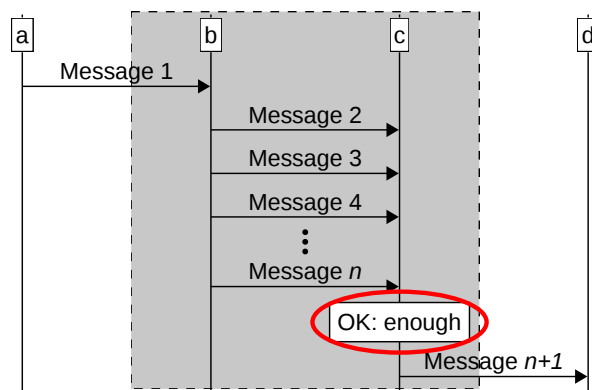 a
b
c
d
Message 1
Message 2
Message 3
Message 4
Message n
OK: enough
Message n+1